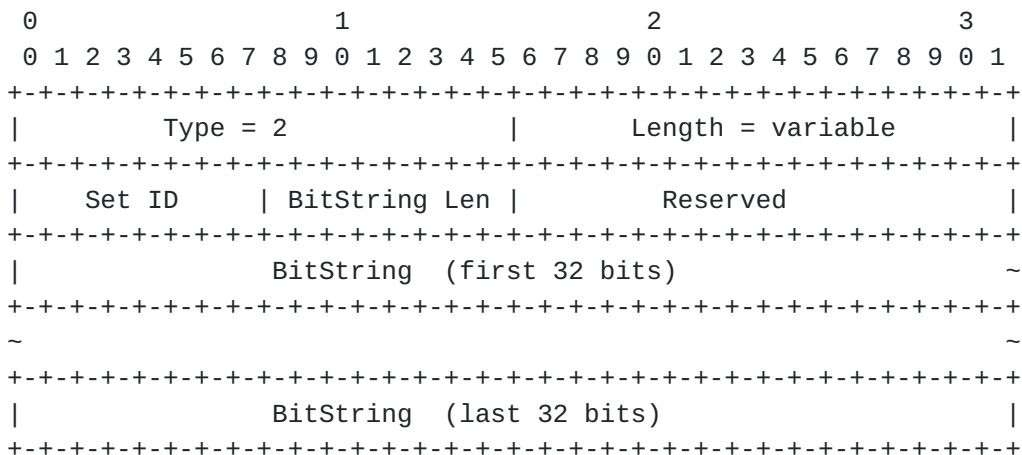 0                   1                   2                   3
 0 1 2 3 4 5 6 7 8 9 0 1 2 3 4 5 6 7 8 9 0 1 2 3 4 5 6 7 8 9 0 1
+-+-+-+-+-+-+-+-+-+-+-+-+-+-+-+-+-+-+-+-+-+-+-+-+-+-+-+-+-+-+-+-+
|         Type = 2              |       Length = variable       |
+-+-+-+-+-+-+-+-+-+-+-+-+-+-+-+-+-+-+-+-+-+-+-+-+-+-+-+-+-+-+-+-+
|    Set ID     | BitString Len |         Reserved              |
+-+-+-+-+-+-+-+-+-+-+-+-+-+-+-+-+-+-+-+-+-+-+-+-+-+-+-+-+-+-+-+-+
|                BitString  (first 32 bits)                     ~
+-+-+-+-+-+-+-+-+-+-+-+-+-+-+-+-+-+-+-+-+-+-+-+-+-+-+-+-+-+-+-+-+
~                                                               ~
+-+-+-+-+-+-+-+-+-+-+-+-+-+-+-+-+-+-+-+-+-+-+-+-+-+-+-+-+-+-+-+-+
|                BitString  (last 32 bits)                      |
+-+-+-+-+-+-+-+-+-+-+-+-+-+-+-+-+-+-+-+-+-+-+-+-+-+-+-+-+-+-+-+-+